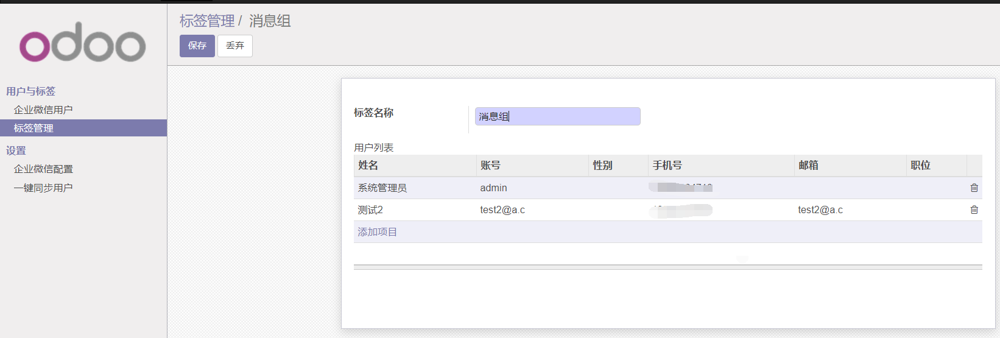 odoo
用户与标签
企业微信用户
标签管理
设置
企业微信配置
一键同步用户
标签管理 / 消息组
保存 丢弃
标签名称 消息组
用户列表
姓名 账号 性别 手机号 邮箱 职位
系统管理员 admin
测试2 test2@a.c test2@a.c
添加项目